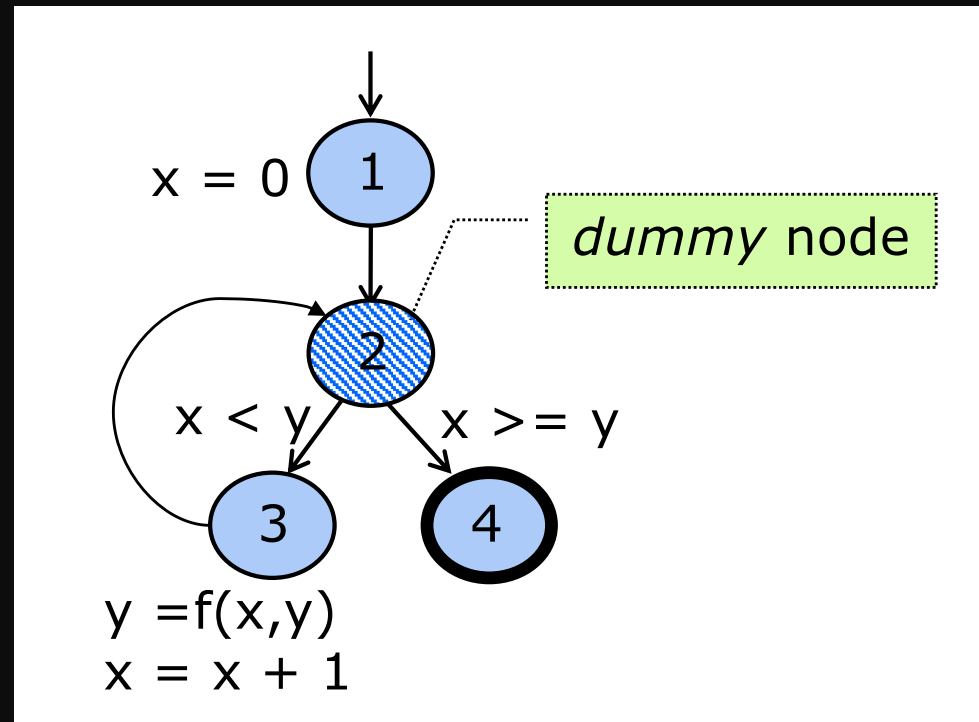 x = 0
1
dummy node
2
x < y
x >= y
3
4
y =f(x,y)
x = x + 1